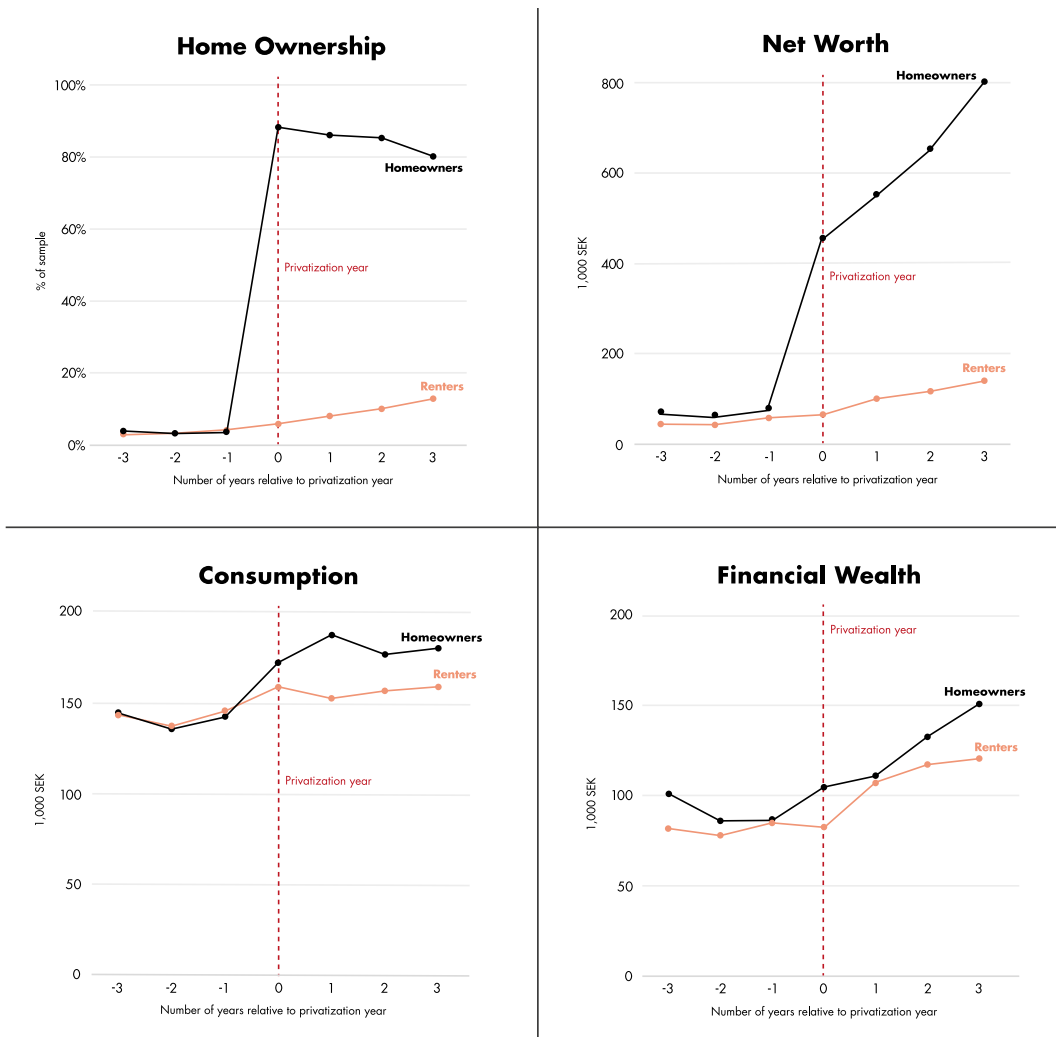 Home Ownership
100%
80%
60%
40%
20%
0%
% of sample
Homeowners
Privatization year
Renters
-3 -2 -1 0 1 2 3
Number of years relative to privatization year
Net Worth
800
600
400
200
0
1,000 SEK
Homeowners
Privatization year
Renters
-3 -2 -1 0 1 2 3
Number of years relative to privatization year
Consumption
200
150
100
50
0
1,000 SEK
Homeowners
Renters
Privatization year
-3 -2 -1 0 1 2 3
Number of years relative to privatization year
Financial Wealth
200
150
100
50
0
1,000 SEK
Privatization year
Homeowners
Renters
-3 -2 -1 0 1 2 3
Number of years relative to privatization year